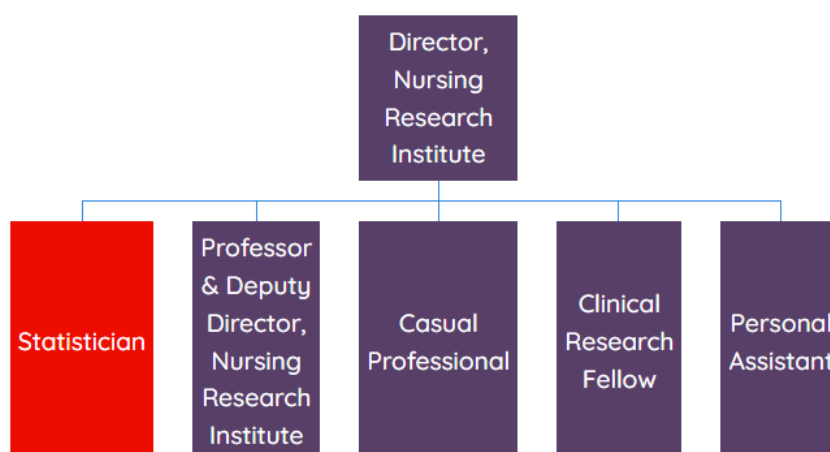 Director,
Nursing
Research
Institute
Statistician
Professor
& Deputy
Director,
Nursing
Research
Institute
Casual
Professional
Clinical
Research
Fellow
Personal
Assistant